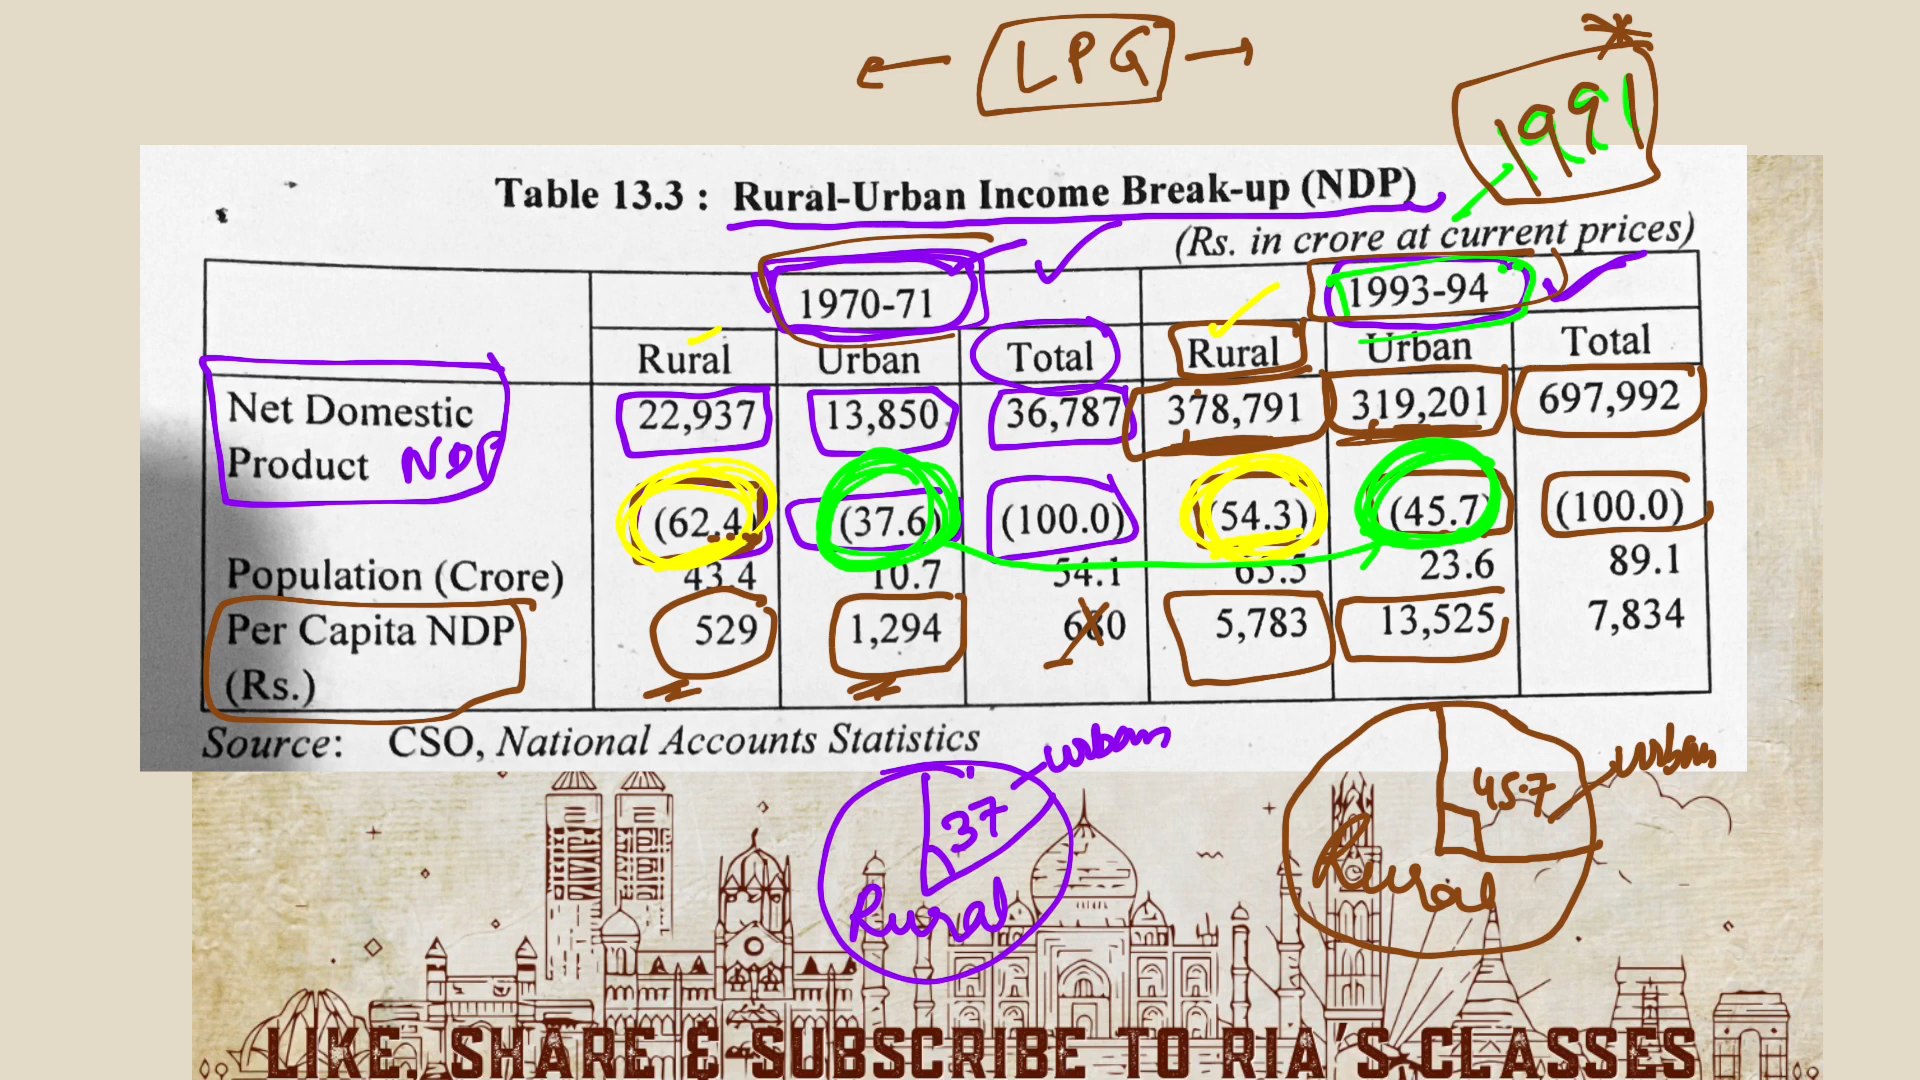 LPG
1991
Table 13.3 : Rural-Urban Income Break-up (NDP)
(Rs. in crore at current prices)
1970-71 1993-94
Rural Urban Total Rural Urban Total
Net Domestic 22,937 13,850 36,787 378,791 319,201 697,992
Product NDP
(62.4) (37.6) (100.0) (54.3) (45.7) (100.0)
Population (Crore) 43.4 10.7 54.1 65.5 23.6 89.1
Per Capita NDP 529 1,294 680 5,783 13,525 7,834
(Rs.)
Source: CSO, National Accounts Statistics
urban urban
37 45.7
Rural Rural
LIKE, SHARE & SUBSCRIBE TO RIA'S CLASSES